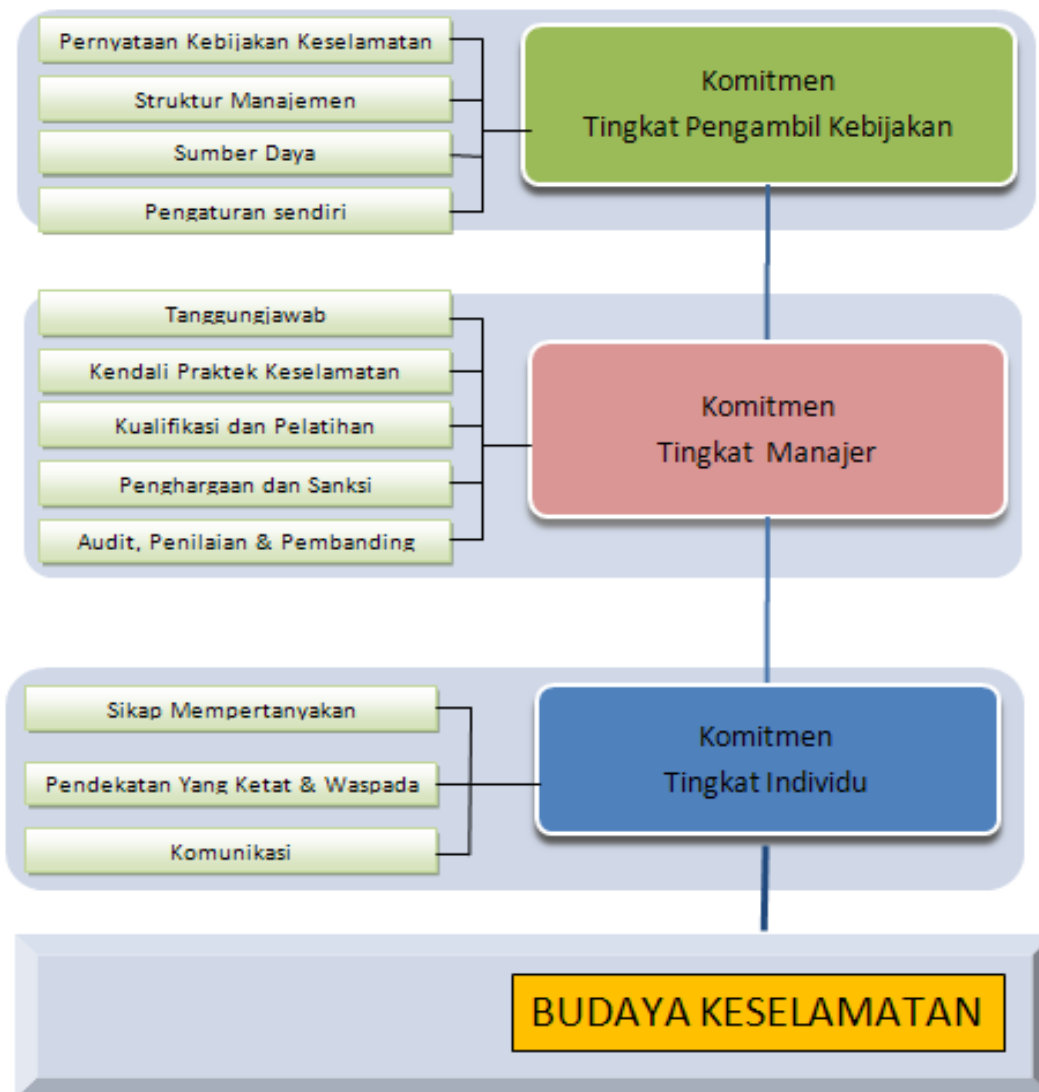 Pernyataan Kebijakan Keselamatan
Struktur Manajemen
Sumber Daya
Pengaturan sendiri
Komitmen
Tingkat Pengambil Kebijakan
Tanggungjawab
Kendali Praktek Keselamatan
Kualifikasi dan Pelatihan
Penghargaan dan Sanksi
Audit, Penilaian & Pembanding
Komitmen
Tingkat Manajer
Sikap Mempertanyakan
Pendekatan Yang Ketat & Waspada
Komunikasi
Komitmen
Tingkat Individu
BUDAYA KESELAMATAN